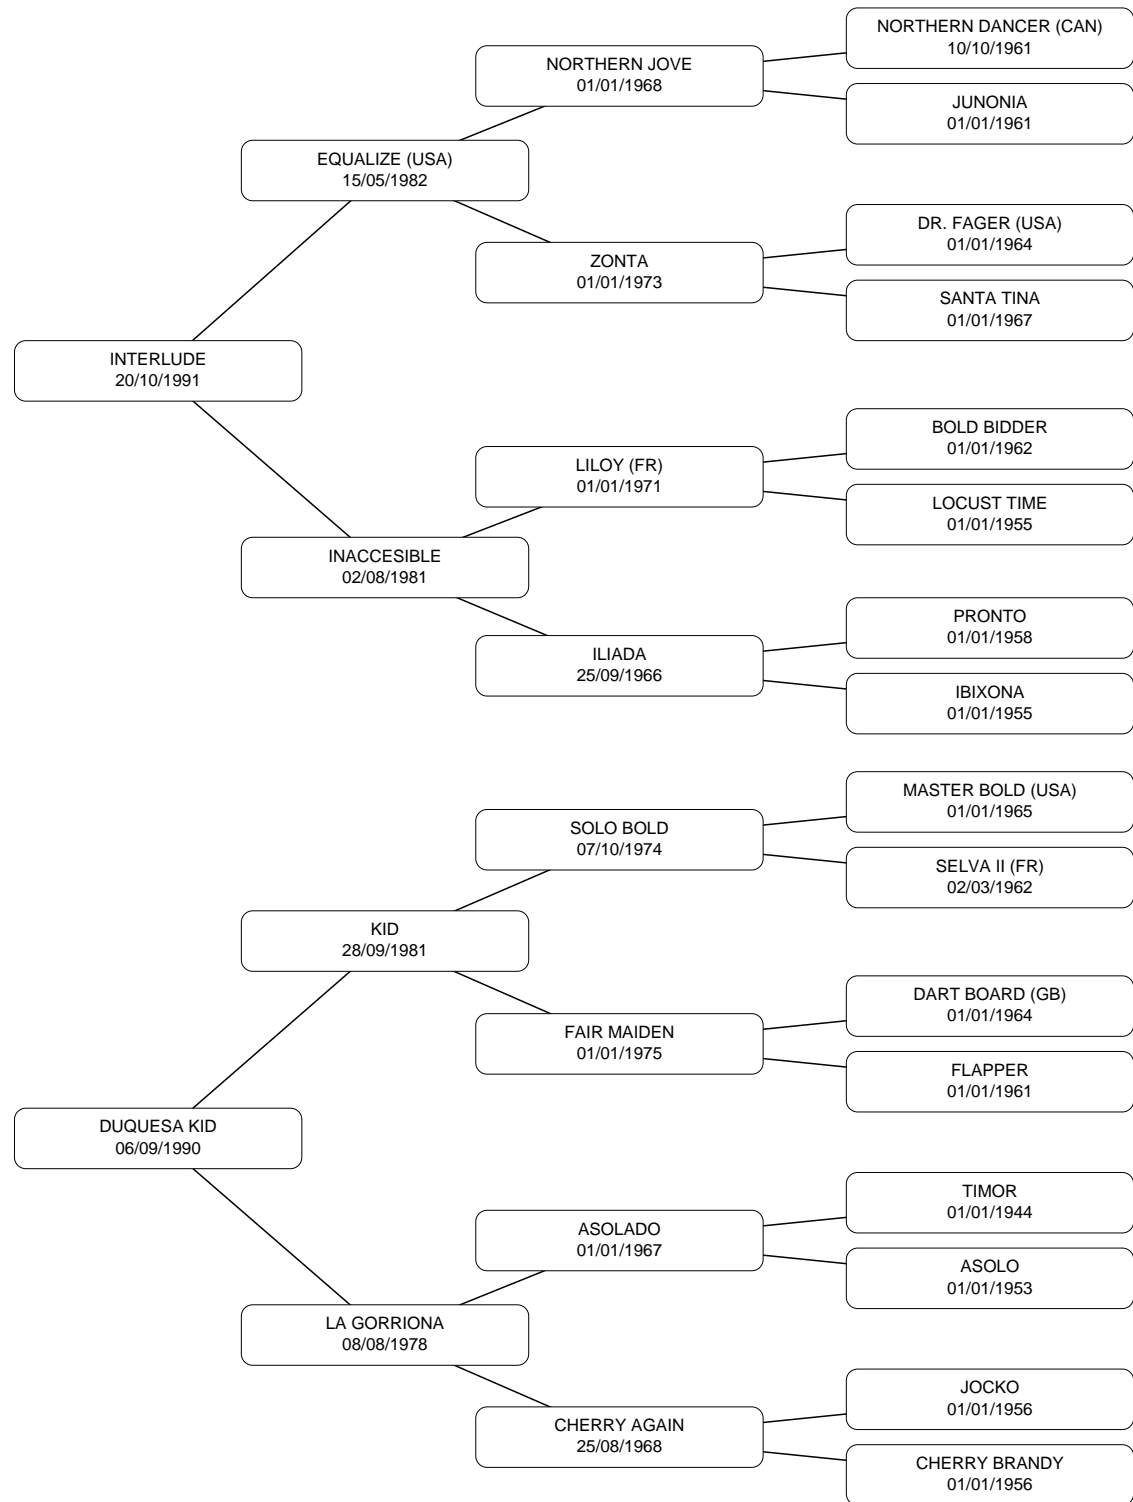 NORTHERN DANCER (CAN)
10/10/1961
NORTHERN JOVE
01/01/1968
JUNONIA
01/01/1961
EQUALIZE (USA)
15/05/1982
DR. FAGER (USA)
01/01/1964
ZONTA
01/01/1973
SANTA TINA
01/01/1967
INTERLUDE
20/10/1991
BOLD BIDDER
01/01/1962
LILOY (FR)
01/01/1971
LOCUST TIME
01/01/1955
INACCESIBLE
02/08/1981
PRONTO
01/01/1958
ILIADA
25/09/1966
IBIXONA
01/01/1955
MASTER BOLD (USA)
01/01/1965
SOLO BOLD
07/10/1974
SELVA II (FR)
02/03/1962
KID
28/09/1981
DART BOARD (GB)
01/01/1964
FAIR MAIDEN
01/01/1975
FLAPPER
01/01/1961
DUQUESA KID
06/09/1990
TIMOR
01/01/1944
ASOLADO
01/01/1967
ASOLO
01/01/1953
LA GORRIONA
08/08/1978
JOCKO
01/01/1956
CHERRY AGAIN
25/08/1968
CHERRY BRANDY
01/01/1956